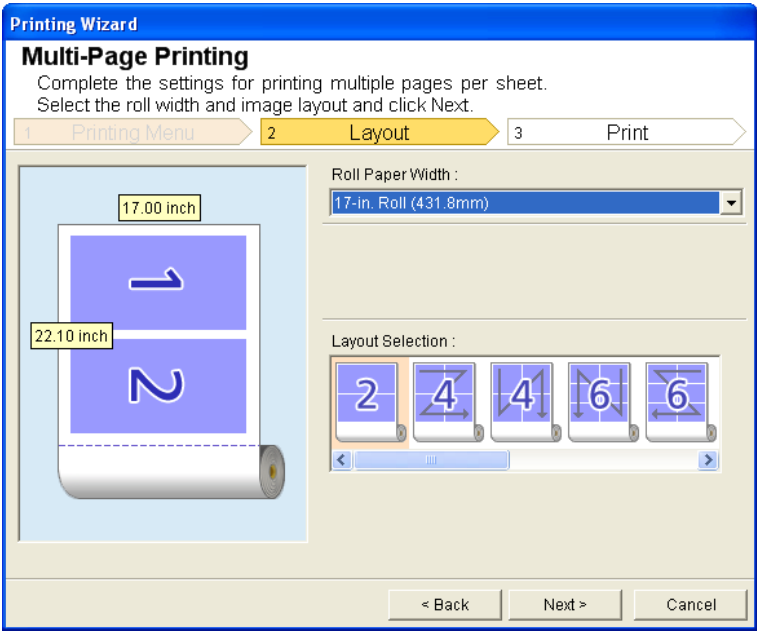 Printing Wizard
Multi-Page Printing
Complete the settings for printing multiple pages per sheet.
Select the roll width and image layout and click Next.
1 Printing Menu 2 Layout 3 Print
Roll Paper Width :
17-in. Roll (431.8mm)
17.00 inch
1
22.10 inch
2
Layout Selection :
2 4 4 6 6
< Back Next > Cancel